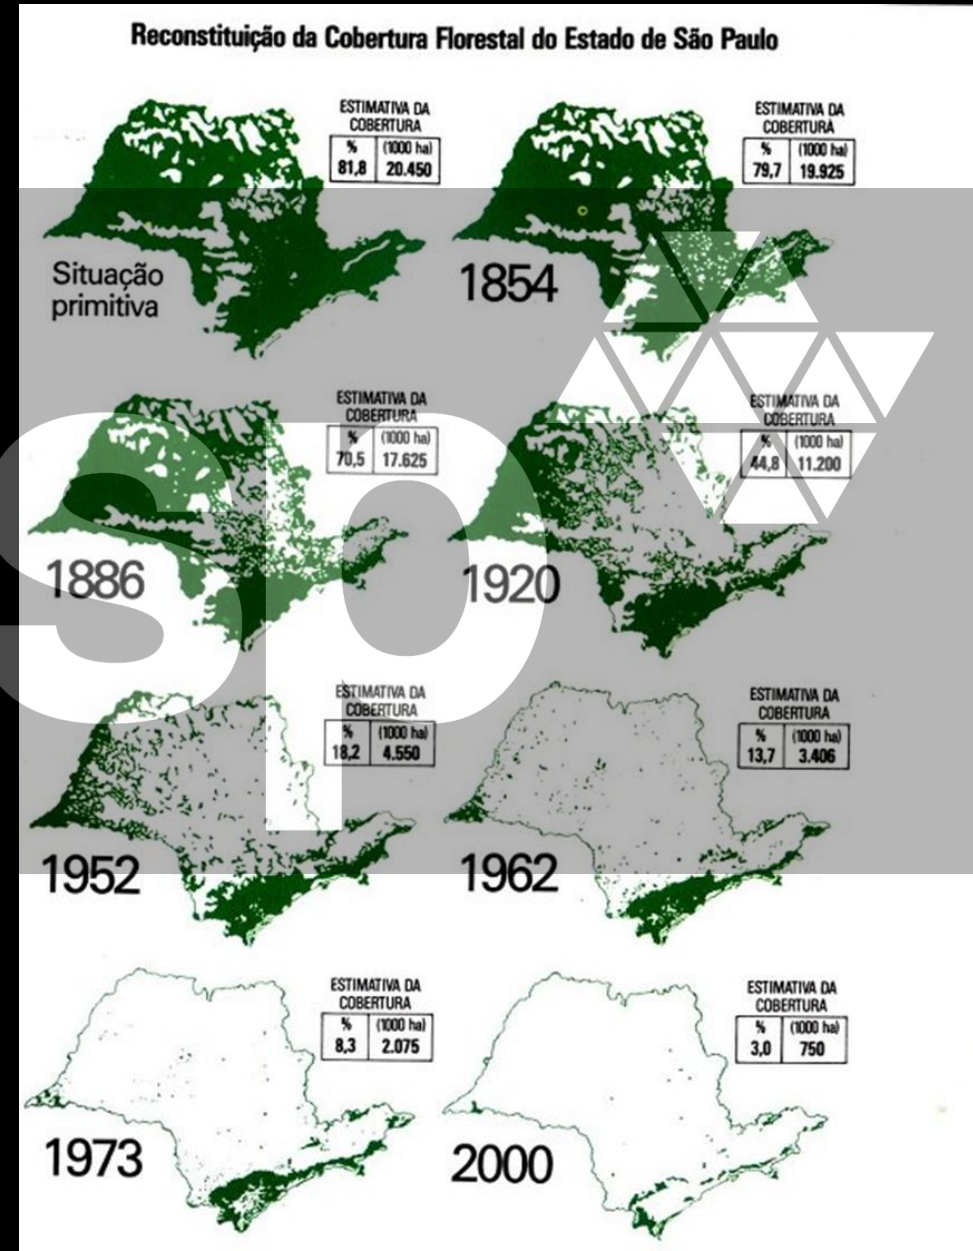 Reconstituição da Cobertura Florestal do Estado de São Paulo
ESTIMATIVA DA
COBERTURA
% (1000 ha)
81,8 20.450
Situação
primitiva
ESTIMATIVA DA
COBERTURA
% (1000 ha)
79,7 19.925
1854
ESTIMATIVA DA
COBERTURA
% (1000 ha)
70,5 17.625
1886
ESTIMATIVA DA
COBERTURA
% (1000 ha)
44,8 11.200
1920
sp
ESTIMATIVA DA
COBERTURA
% (1000 ha)
18,2 4.550
1952
ESTIMATIVA DA
COBERTURA
% (1000 ha)
13,7 3.406
1962
ESTIMATIVA DA
COBERTURA
% (1000 ha)
8,3 2.075
1973
ESTIMATIVA DA
COBERTURA
% (1000 ha)
3,0 750
2000